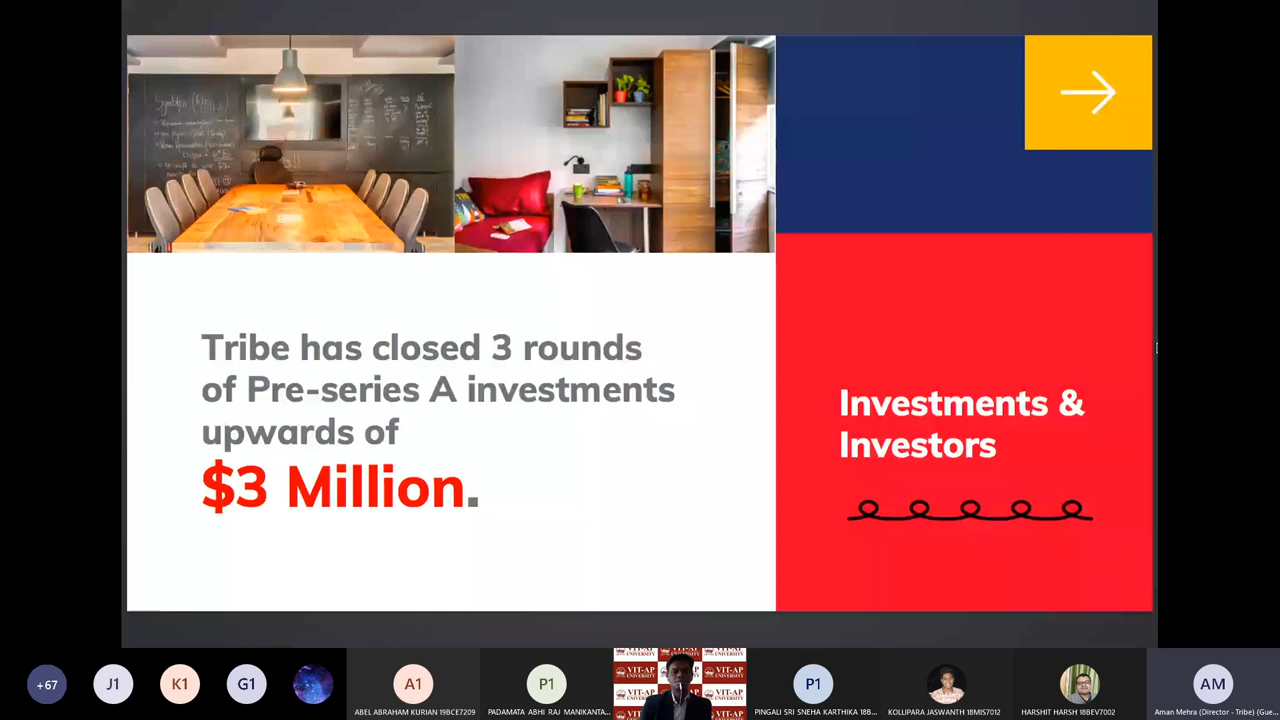 Tribe has closed 3 rounds
of Pre-series A investments
upwards of
$3 Million.
Investments &
Investors
+67
J1
K1
G1
A1
ABEL ABRAHAM KURIAN 19BCE7209
P1
PADAMATA ABHI RAJ MANIKANTA...
VIT-AP
UNIVERSITY
P1
PINGALI SRI SNEHA KARTHIKA 18B...
KOLLIPARA JASWANTH 18MIS7012
HARSHIT HARSH 18BEV7002
AM
Aman Mehra (Director - Tribe) (Gue...